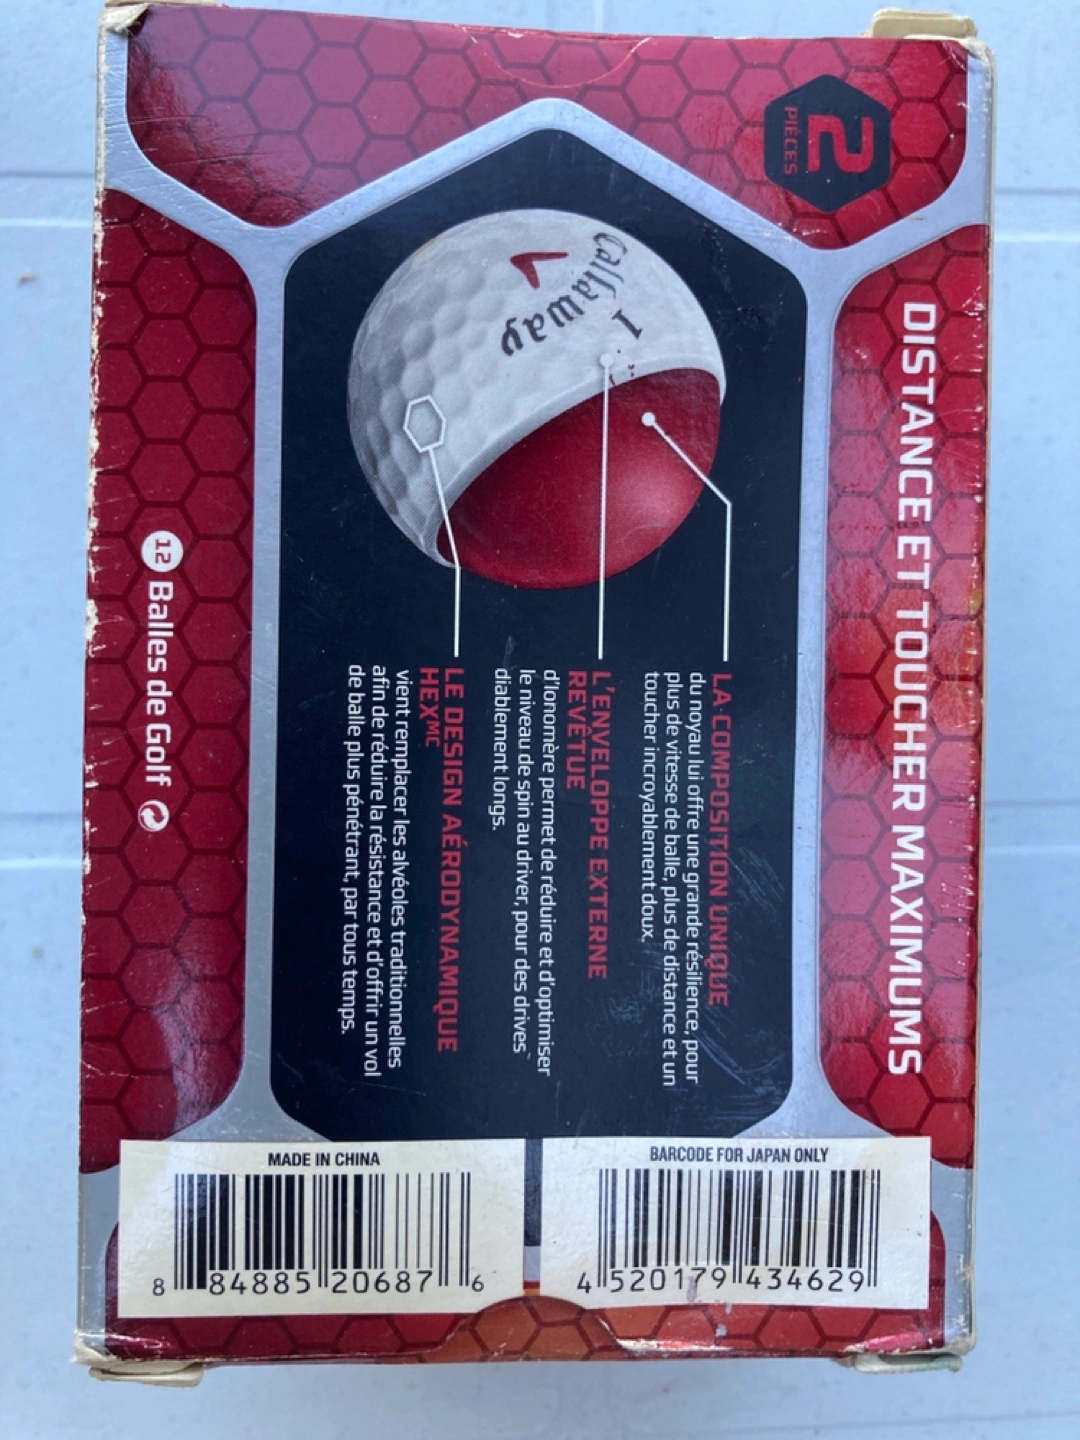 2
PIÈCES
DISTANCE ET TOUCHER MAXIMUMS
Callaway
1
LA COMPOSITION UNIQUE
du noyau lui offre une grande résilience, pour
plus de vitesse de balle, plus de distance et un
toucher incroyablement doux.
L'ENVELOPPE EXTERNE
REVÊTUE
d'Ionomère permet de réduire et d'optimiser
le niveau de spin au driver, pour des drives
diablement longs.
LE DESIGN AÉRODYNAMIQUE
HEXMC
vient remplacer les alvéoles traditionnelles
afin de réduire la résistance et d'offrir un vol
de balle plus pénétrant, par tous temps.
12 Balles de Golf
MADE IN CHINA
8 84885 20687 6
BARCODE FOR JAPAN ONLY
4 520179 434629